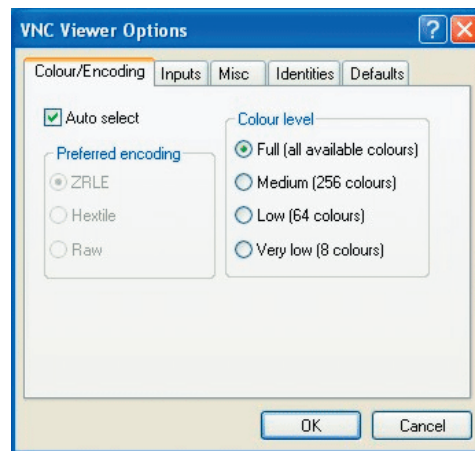 VNC Viewer Options
Colour/Encoding Inputs Misc Identities Defaults
Auto select
Preferred encoding
ZRLE
Hextile
Raw
Colour level
Full (all available colours)
Medium (256 colours)
Low (64 colours)
Very low (8 colours)
OK Cancel